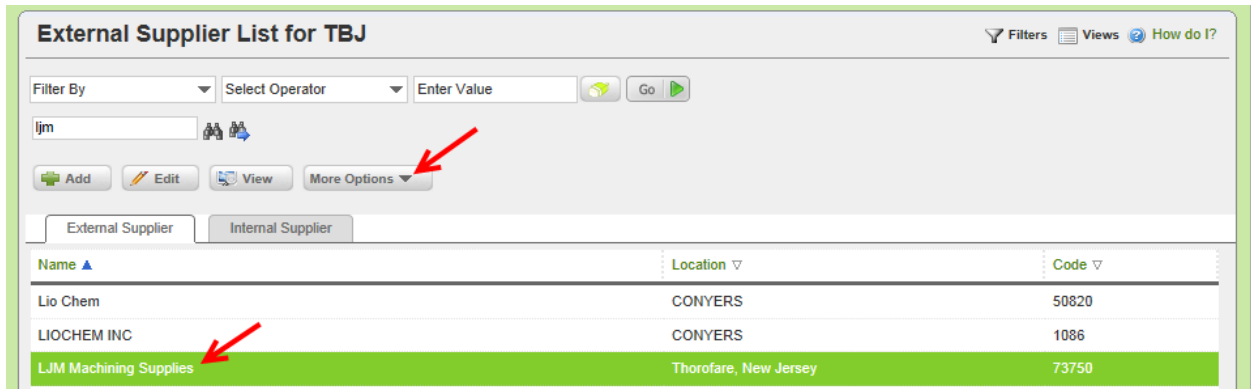 External Supplier List for TBJ
Filters Views How do I?
Filter By Select Operator Enter Value Go
ljm
Add Edit View More Options
External Supplier Internal Supplier
Name Location Code
Lio Chem CONYERS 50820
LIOCHEM INC CONYERS 1086
LJM Machining Supplies Thorofare, New Jersey 73750